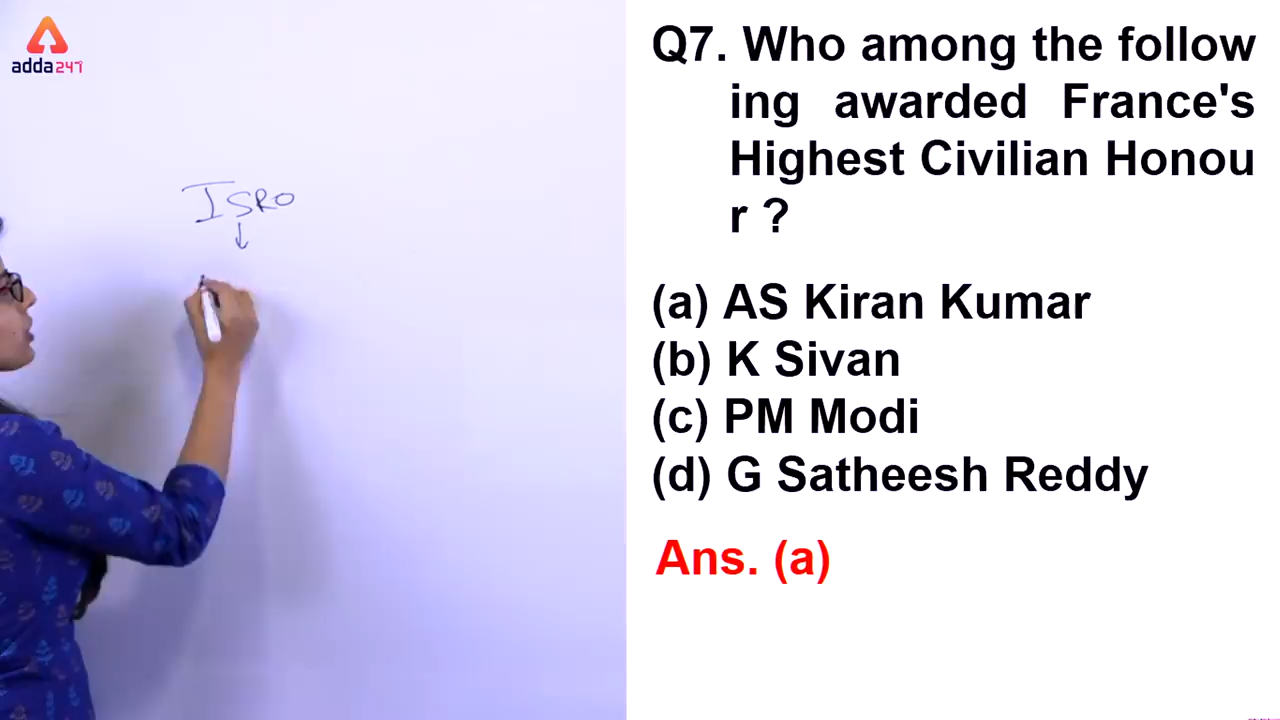 adda247
ISRO
Q7. Who among the follow
ing awarded France's
Highest Civilian Honou
r ?
(a) AS Kiran Kumar
(b) K Sivan
(c) PM Modi
(d) G Satheesh Reddy
Ans. (a)